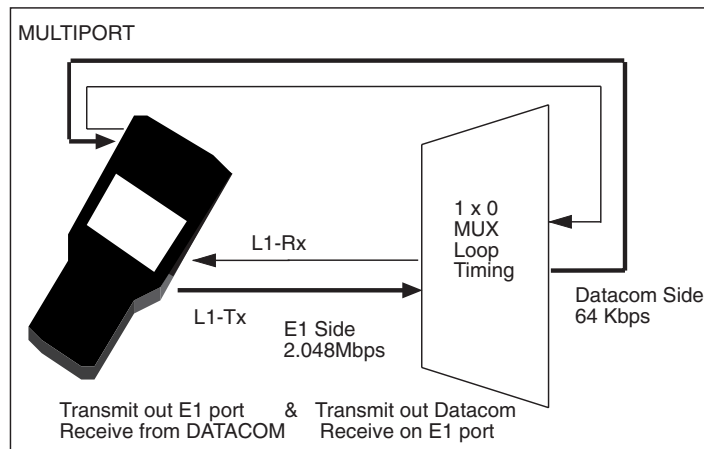 MULTIPORT
1 x 0
MUX
Loop
Timing
L1-Rx
L1-Tx
E1 Side
2.048Mbps
Datacom Side
64 Kbps
Transmit out E1 port & Transmit out Datacom
Receive from DATACOM Receive on E1 port